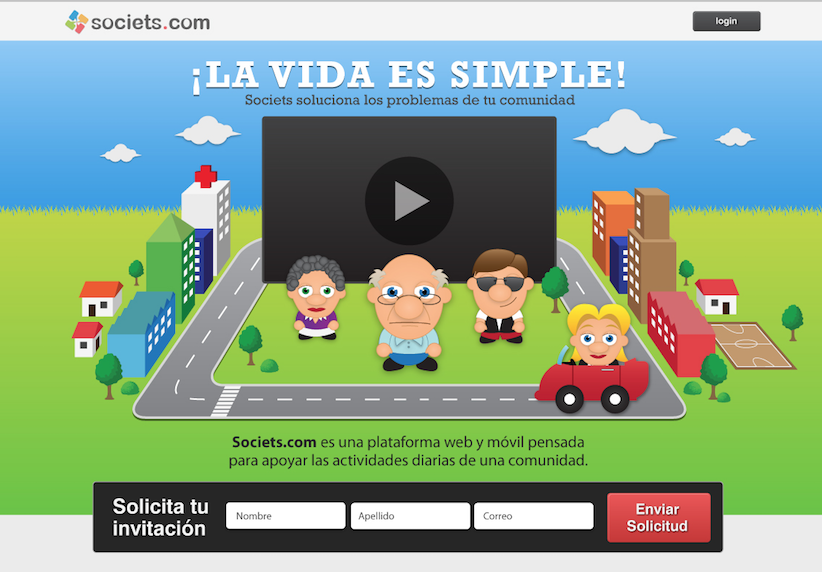 societs.com
login
¡LA VIDA ES SIMPLE!
Societs soluciona los problemas de tu comunidad
Societs.com es una plataforma web y móvil pensada
para apoyar las actividades diarias de una comunidad.
Solicita tu
invitación
Nombre
Apellido
Correo
Enviar
Solicitud